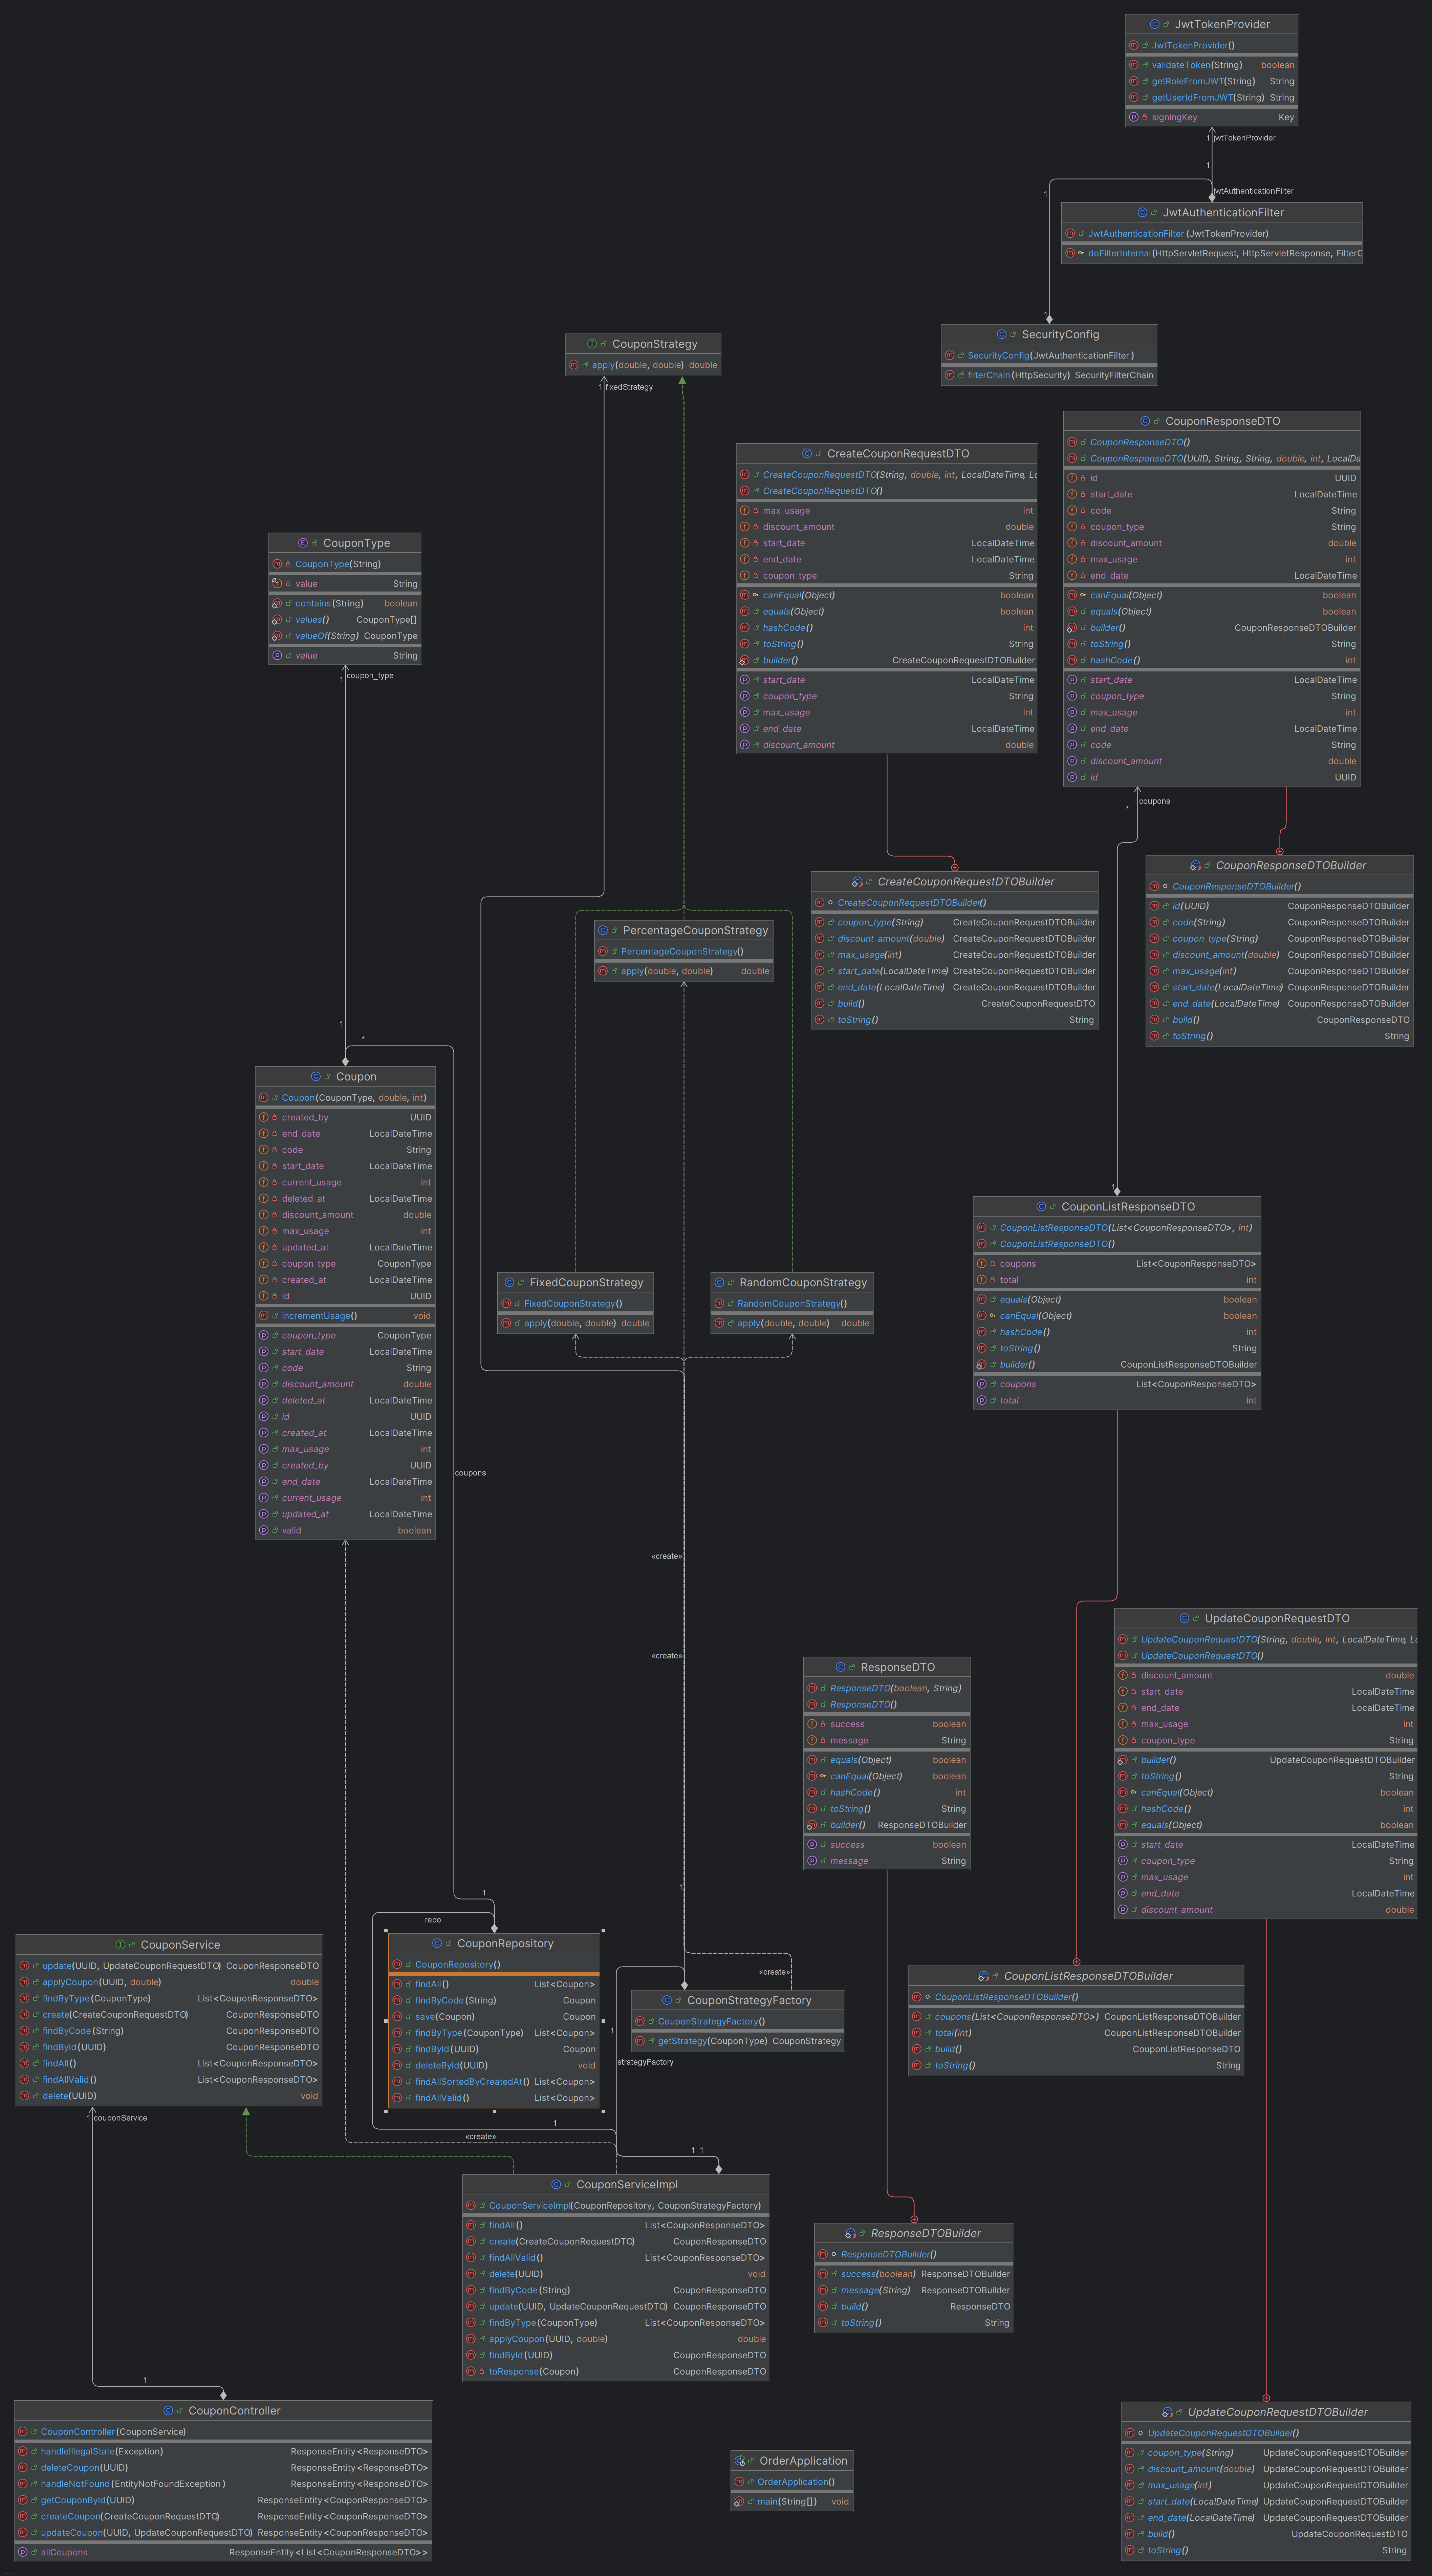 JwtTokenProvider
JwtTokenProvider()
validateToken(String) boolean
getRoleFromJWT(String) String
getUserIdFromJWT(String) String
signingKey Key
1 jwtTokenProvider
1
1
jwtAuthenticationFilter
JwtAuthenticationFilter
JwtAuthenticationFilter (JwtTokenProvider)
doFilterInternal(HttpServletRequest, HttpServletResponse, FilterC
1
SecurityConfig
SecurityConfig(JwtAuthenticationFilter )
filterChain(HttpSecurity) SecurityFilterChain
CouponStrategy
apply(double, double) double
1 fixedStrategy
CouponResponseDTO
CouponResponseDTO()
CouponResponseDTO(UUID, String, String, double, int, LocalDa
id UUID
start_date LocalDateTime
code String
coupon_type String
discount_amount double
max_usage int
end_date LocalDateTime
canEqual(Object) boolean
equals(Object) boolean
builder() CouponResponseDTOBuilder
toString() String
hashCode() int
start_date LocalDateTime
coupon_type String
max_usage int
end_date LocalDateTime
code String
discount_amount double
id UUID
* coupons
CreateCouponRequestDTO
CreateCouponRequestDTO(String, double, int, LocalDateTime, Lc
CreateCouponRequestDTO()
max_usage int
discount_amount double
start_date LocalDateTime
end_date LocalDateTime
coupon_type String
canEqual(Object) boolean
equals(Object) boolean
hashCode() int
toString() String
builder() CreateCouponRequestDTOBuilder
start_date LocalDateTime
coupon_type String
max_usage int
end_date LocalDateTime
discount_amount double
CouponType
CouponType(String)
value String
contains(String) boolean
values() CouponType[]
valueOf(String) CouponType
value String
1 coupon_type
CouponResponseDTOBuilder
CouponResponseDTOBuilder()
id(UUID) CouponResponseDTOBuilder
code(String) CouponResponseDTOBuilder
coupon_type(String) CouponResponseDTOBuilder
discount_amount(double) CouponResponseDTOBuilder
max_usage(int) CouponResponseDTOBuilder
start_date(LocalDateTime) CouponResponseDTOBuilder
end_date(LocalDateTime) CouponResponseDTOBuilder
build() CouponResponseDTO
toString() String
CreateCouponRequestDTOBuilder
CreateCouponRequestDTOBuilder()
coupon_type(String) CreateCouponRequestDTOBuilder
discount_amount(double) CreateCouponRequestDTOBuilder
max_usage(int) CreateCouponRequestDTOBuilder
start_date(LocalDateTime) CreateCouponRequestDTOBuilder
end_date(LocalDateTime) CreateCouponRequestDTOBuilder
build() CreateCouponRequestDTO
toString() String
PercentageCouponStrategy
PercentageCouponStrategy()
apply(double, double) double
1
*
Coupon
Coupon(CouponType, double, int)
created_by UUID
end_date LocalDateTime
code String
start_date LocalDateTime
current_usage int
deleted_at LocalDateTime
discount_amount double
max_usage int
updated_at LocalDateTime
coupon_type CouponType
created_at LocalDateTime
id UUID
incrementUsage() void
coupon_type CouponType
start_date LocalDateTime
code String
discount_amount double
deleted_at LocalDateTime
id UUID
created_at LocalDateTime
max_usage int
created_by UUID
end_date LocalDateTime
current_usage int
updated_at LocalDateTime
valid boolean
coupons
1
CouponListResponseDTO
CouponListResponseDTO(List<CouponResponseDTO>, int)
CouponListResponseDTO()
coupons List<CouponResponseDTO>
total int
equals(Object) boolean
canEqual(Object) boolean
hashCode() int
toString() String
builder() CouponListResponseDTOBuilder
coupons List<CouponResponseDTO>
total int
FixedCouponStrategy
FixedCouponStrategy()
apply(double, double) double
RandomCouponStrategy
RandomCouponStrategy()
apply(double, double) double
«create»
«create»
UpdateCouponRequestDTO
UpdateCouponRequestDTO(String, double, int, LocalDateTime, Lc
UpdateCouponRequestDTO()
discount_amount double
start_date LocalDateTime
end_date LocalDateTime
max_usage int
coupon_type String
builder() UpdateCouponRequestDTOBuilder
toString() String
canEqual(Object) boolean
hashCode() int
equals(Object) boolean
start_date LocalDateTime
coupon_type String
max_usage int
end_date LocalDateTime
discount_amount double
ResponseDTO
ResponseDTO(boolean, String)
ResponseDTO()
success boolean
message String
equals(Object) boolean
canEqual(Object) boolean
hashCode() int
toString() String
builder() ResponseDTOBuilder
success boolean
message String
1
1
repo
CouponService
update(UUID, UpdateCouponRequestDTO) CouponResponseDTO
applyCoupon(UUID, double) double
findByType(CouponType) List<CouponResponseDTO>
create(CreateCouponRequestDTO) CouponResponseDTO
findByCode(String) CouponResponseDTO
findById(UUID) CouponResponseDTO
findAll() List<CouponResponseDTO>
findAllValid() List<CouponResponseDTO>
delete(UUID) void
1 couponService
CouponRepository
CouponRepository()
findAll() List<Coupon>
findByCode(String) Coupon
save(Coupon) Coupon
findByType(CouponType) List<Coupon>
findById(UUID) Coupon
deleteById(UUID) void
findAllSortedByCreatedAt() List<Coupon>
findAllValid() List<Coupon>
«create»
CouponStrategyFactory
CouponStrategyFactory()
getStrategy(CouponType) CouponStrategy
1
strategyFactory
CouponListResponseDTOBuilder
CouponListResponseDTOBuilder()
coupons(List<CouponResponseDTO>) CouponListResponseDTOBuilder
total(int) CouponListResponseDTOBuilder
build() CouponListResponseDTO
toString() String
1
«create»
1 1
CouponServiceImpl
CouponServiceImpl(CouponRepository, CouponStrategyFactory)
findAll() List<CouponResponseDTO>
create(CreateCouponRequestDTO) CouponResponseDTO
findAllValid() List<CouponResponseDTO>
delete(UUID) void
findByCode(String) CouponResponseDTO
update(UUID, UpdateCouponRequestDTO) CouponResponseDTO
findByType(CouponType) List<CouponResponseDTO>
applyCoupon(UUID, double) double
findById(UUID) CouponResponseDTO
toResponse(Coupon) CouponResponseDTO
ResponseDTOBuilder
ResponseDTOBuilder()
success(boolean) ResponseDTOBuilder
message(String) ResponseDTOBuilder
build() ResponseDTO
toString() String
1
CouponController
CouponController(CouponService)
handleIllegalState(Exception) ResponseEntity<ResponseDTO>
deleteCoupon(UUID) ResponseEntity<ResponseDTO>
handleNotFound(EntityNotFoundException ) ResponseEntity<ResponseDTO>
getCouponById(UUID) ResponseEntity<CouponResponseDTO>
createCoupon(CreateCouponRequestDTO) ResponseEntity<CouponResponseDTO>
updateCoupon(UUID, UpdateCouponRequestDTO) ResponseEntity<CouponResponseDTO>
allCoupons ResponseEntity<List<CouponResponseDTO>>
OrderApplication
OrderApplication()
main(String[]) void
UpdateCouponRequestDTOBuilder
UpdateCouponRequestDTOBuilder()
coupon_type(String) UpdateCouponRequestDTOBuilder
discount_amount(double) UpdateCouponRequestDTOBuilder
max_usage(int) UpdateCouponRequestDTOBuilder
start_date(LocalDateTime) UpdateCouponRequestDTOBuilder
end_date(LocalDateTime) UpdateCouponRequestDTOBuilder
build() UpdateCouponRequestDTO
toString() String